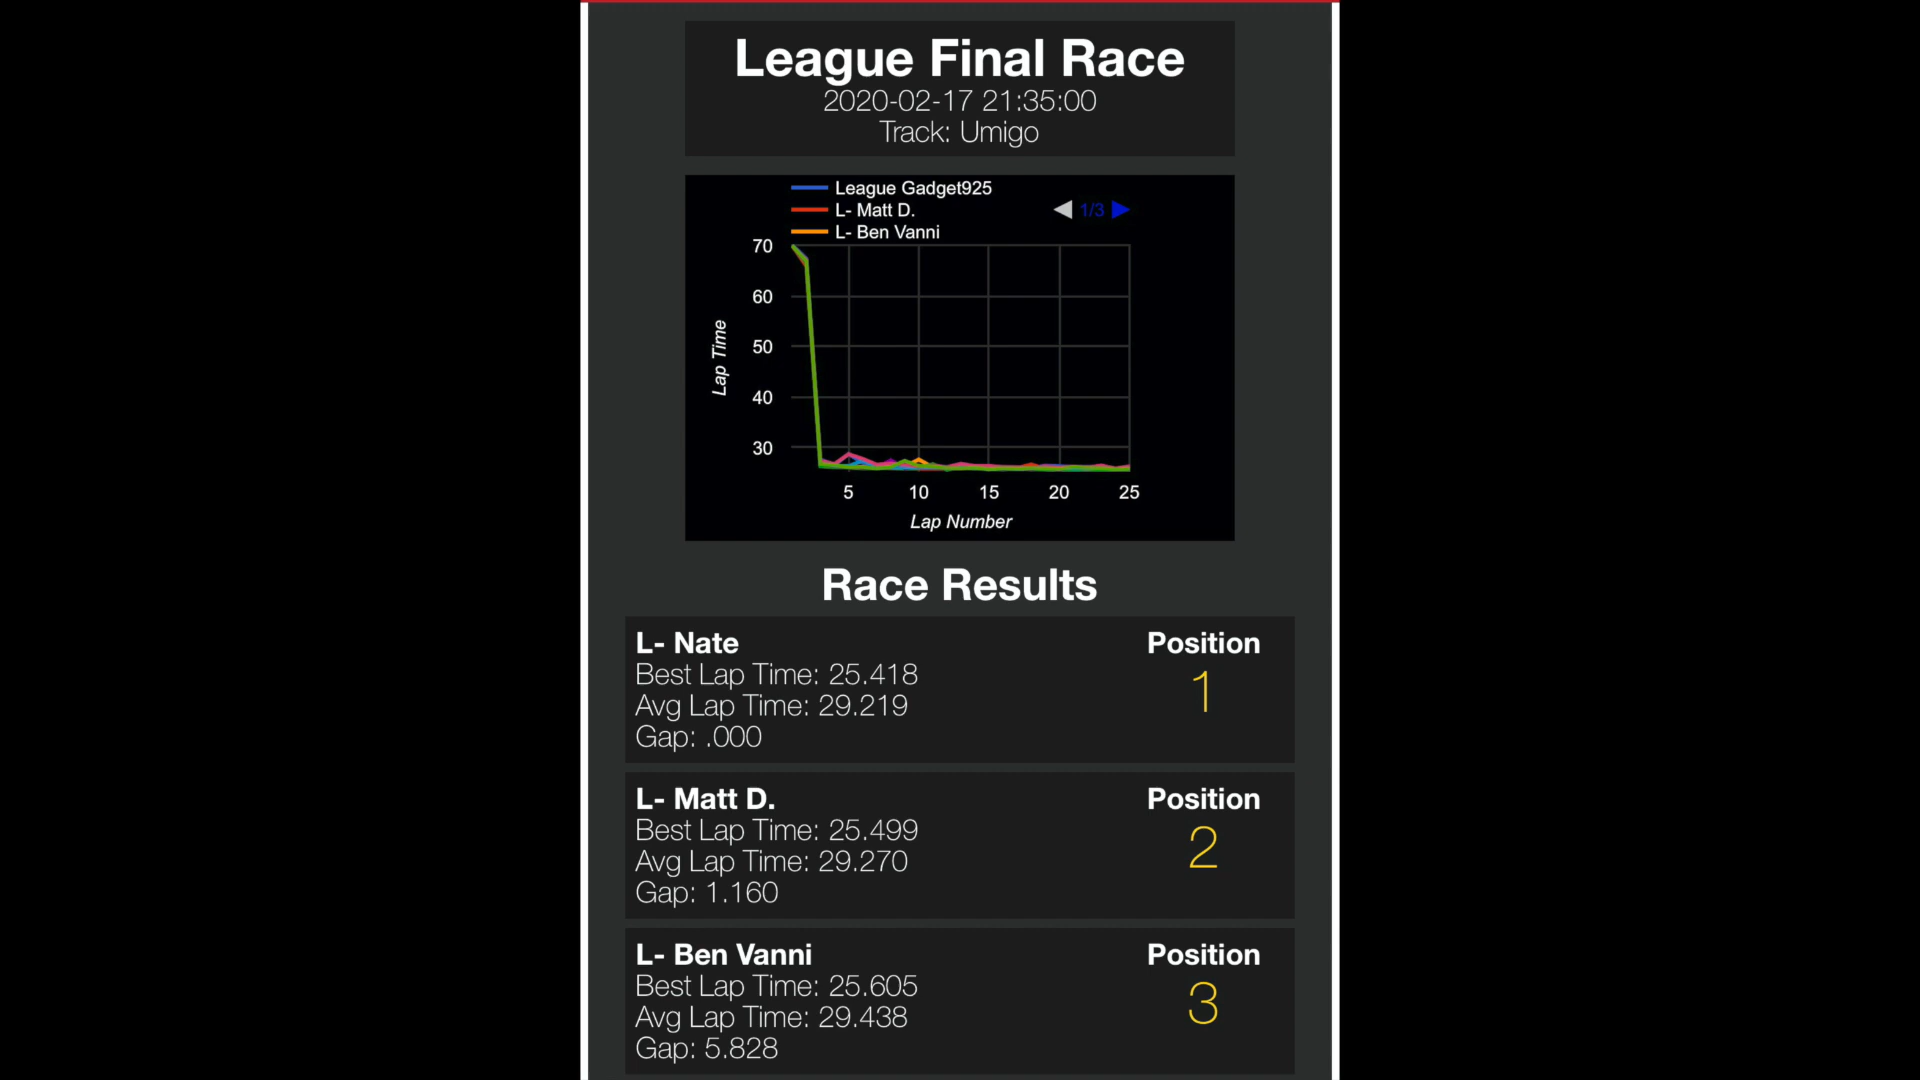 League Final Race
2020-02-17 21:35:00
Track: Umigo
League Gadget925
L- Matt D.
L- Ben Vanni
1/3
70
60
50
40
30
Lap Time
5 10 15 20 25
Lap Number
Race Results
L- Nate
Best Lap Time: 25.418
Avg Lap Time: 29.219
Gap: .000
Position
1
L- Matt D.
Best Lap Time: 25.499
Avg Lap Time: 29.270
Gap: 1.160
Position
2
L- Ben Vanni
Best Lap Time: 25.605
Avg Lap Time: 29.438
Gap: 5.828
Position
3